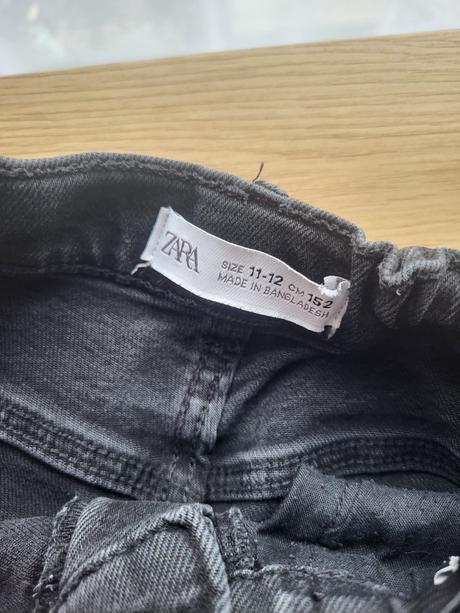 ZARA
SIZE 11-12 CM 152
MADE IN BANGLADESH